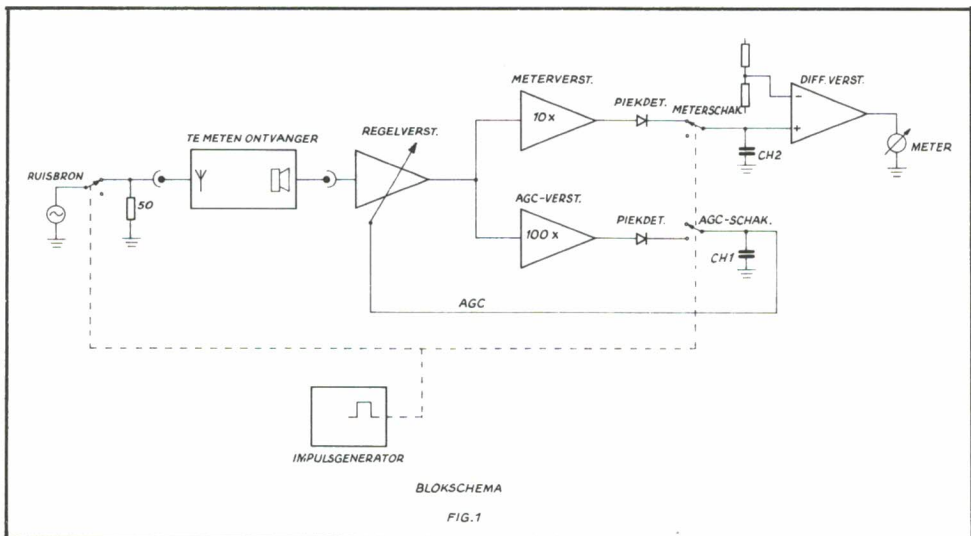 METERVERST.
10x
PIEKDET.
METERSCHAK.
DIFF. VERST.
-
+
METER
CH2
TE METEN ONTVANGER
REGELVERST.
RUISBRON
50
AGC-VERST.
100x
PIEKDET.
AGC-SCHAK.
CH1
AGC
IMPULSGENERATOR
BLOKSCHEMA
FIG.1